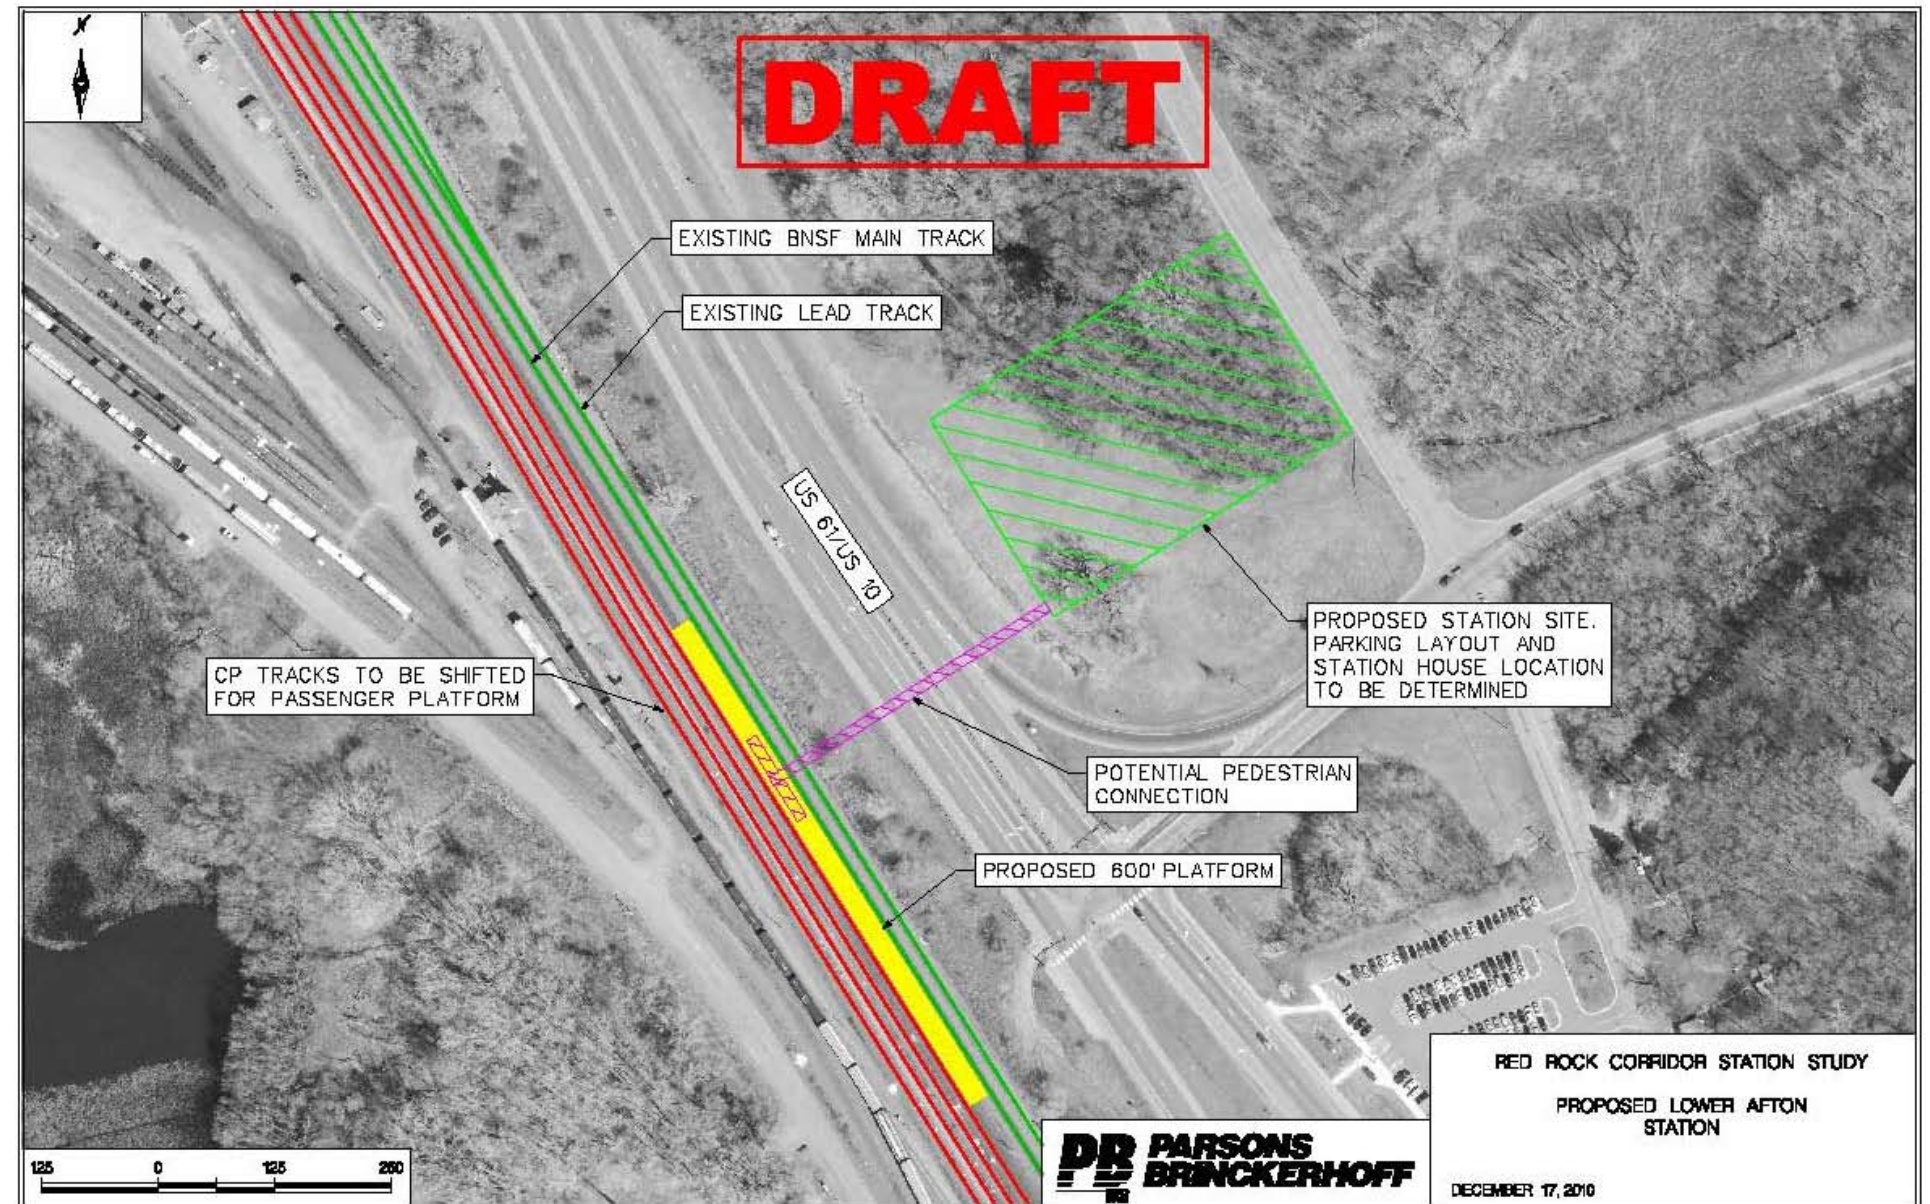 DRAFT
EXISTING BNSF MAIN TRACK
EXISTING LEAD TRACK
US 61/US 10
CP TRACKS TO BE SHIFTED
FOR PASSENGER PLATFORM
PROPOSED STATION SITE.
PARKING LAYOUT AND
STATION HOUSE LOCATION
TO BE DETERMINED
POTENTIAL PEDESTRIAN
CONNECTION
PROPOSED 600' PLATFORM
125 0 125 250
PB PARSONS
BRINCKERHOFF
RED ROCK CORRIDOR STATION STUDY
PROPOSED LOWER AFTON
STATION
DECEMBER 17, 2010